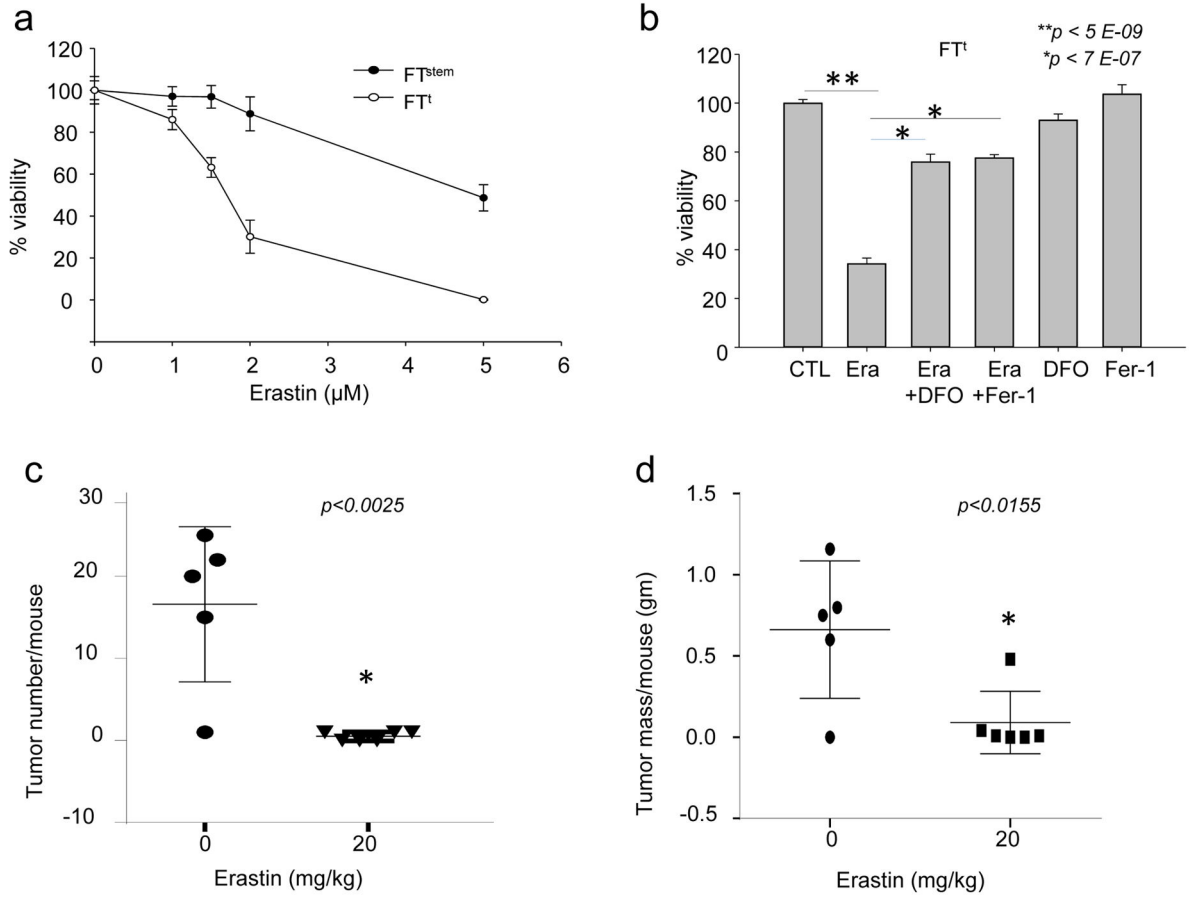 a
120
100
80
60
40
20
0
% viability
FTstem
FTt
0 1 2 3 4 5 6
Erastin (µM)
b
**p < 5 E-09
*p < 7 E-07
FTt
120
100
80
60
40
20
0
% viability
**
*
*
CTL Era Era Era DFO Fer-1
+DFO +Fer-1
c
30
20
10
0
-10
Tumor number/mouse
p<0.0025
*
0 20
Erastin (mg/kg)
d
1.5
1.0
0.5
0.0
-0.5
Tumor mass/mouse (gm)
p<0.0155
*
0 20
Erastin (mg/kg)